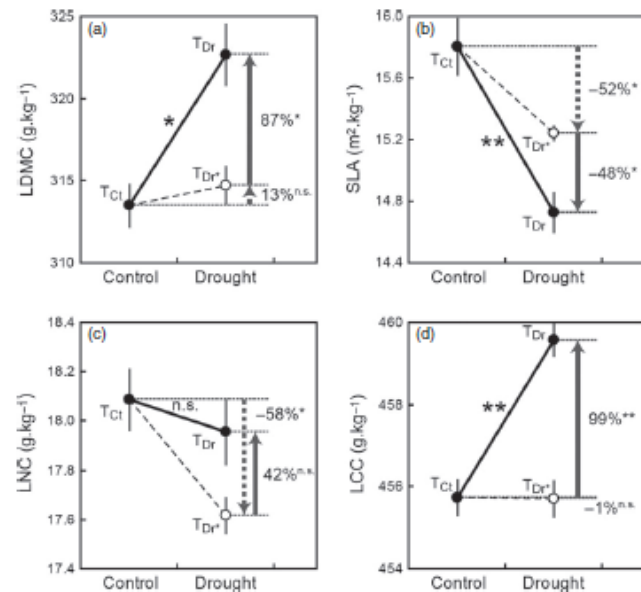 (a)
LDMC (g.kg⁻¹)
325
320
315
310
T_Ct
*
T_Dr
T_Dr*
87%*
13%n.s.
Control Drought
(b)
SLA (m².kg⁻¹)
16.0
15.6
15.2
14.8
14.4
T_Ct
**
T_Dr*
T_Dr
–52%*
–48%*
Control Drought
(c)
LNC (g.kg⁻¹)
18.4
18.2
18.0
17.8
17.6
17.4
T_Ct
n.s.
T_Dr
T_Dr*
–58%*
42%n.s.
Control Drought
(d)
LCC (g.kg⁻¹)
460
458
456
454
T_Ct
**
T_Dr
T_Dr*
99%**
–1%n.s.
Control Drought